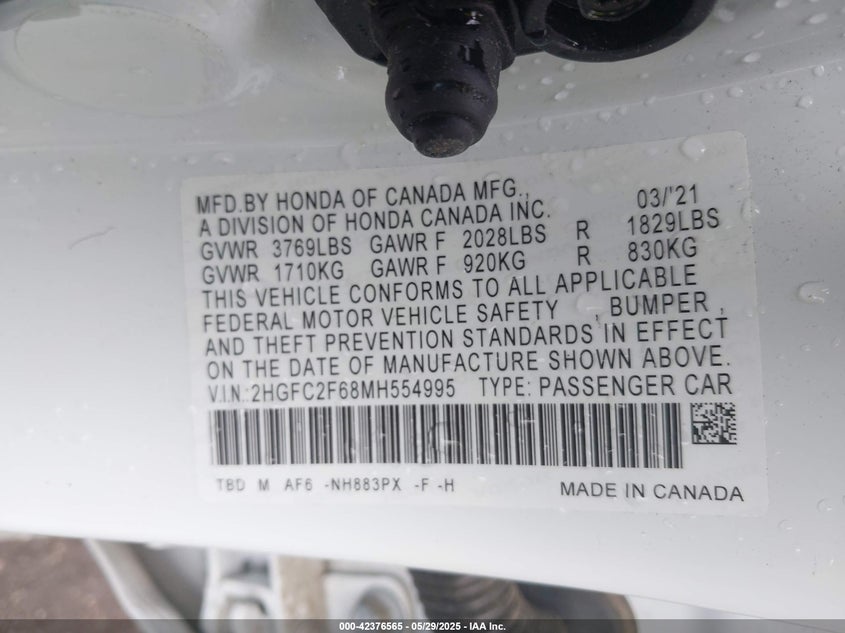 MFD.BY HONDA OF CANADA MFG., 03/'21
A DIVISION OF HONDA CANADA INC.
GVWR 3769LBS GAWR F 2028LBS R 1829LBS
GVWR 1710KG GAWR F 920KG R 830KG
THIS VEHICLE CONFORMS TO ALL APPLICABLE
FEDERAL MOTOR VEHICLE SAFETY , BUMPER ,
AND THEFT PREVENTION STANDARDS IN EFFECT
ON THE DATE OF MANUFACTURE SHOWN ABOVE.
V.I.N.:2HGFC2F68MH554995 TYPE: PASSENGER CAR
TBD M AF6 -NH883PX -F -H
MADE IN CANADA
000-42376565 - 05/29/2025 - IAA Inc.